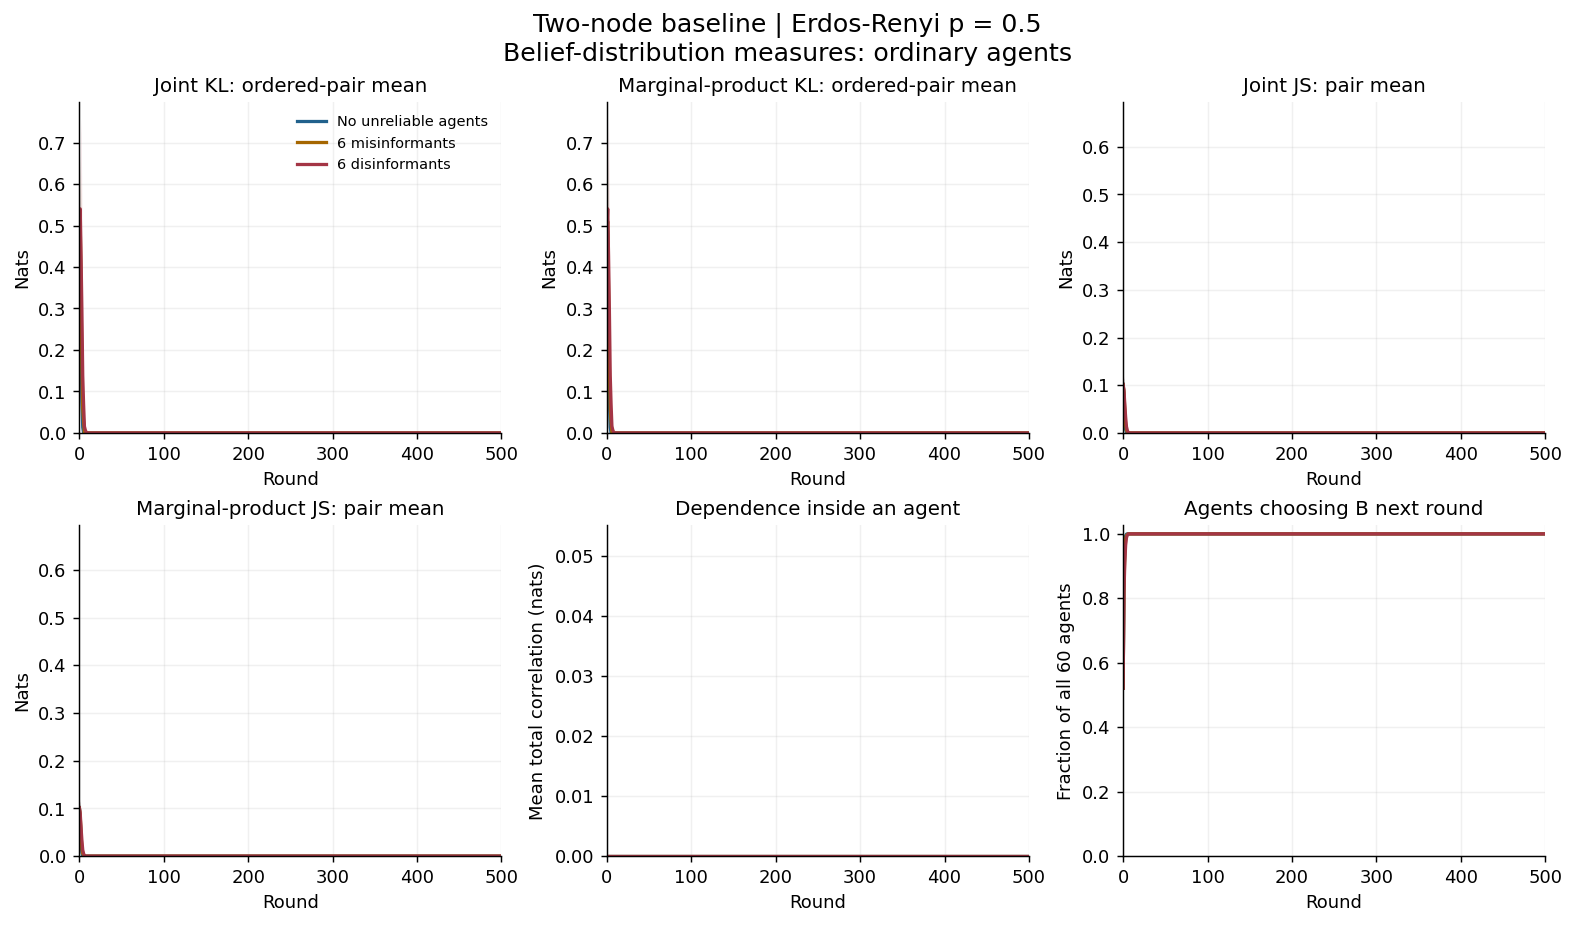 Two-node baseline | Erdos-Renyi p = 0.5
Belief-distribution measures: ordinary agents
Joint KL: ordered-pair mean
No unreliable agents
6 misinformants
6 disinformants
Nats
0.7
0.6
0.5
0.4
0.3
0.2
0.1
0.0
0 100 200 300 400 500
Round
Marginal-product KL: ordered-pair mean
Nats
0.7
0.6
0.5
0.4
0.3
0.2
0.1
0.0
0 100 200 300 400 500
Round
Joint JS: pair mean
Nats
0.6
0.5
0.4
0.3
0.2
0.1
0.0
0 100 200 300 400 500
Round
Marginal-product JS: pair mean
Nats
0.6
0.5
0.4
0.3
0.2
0.1
0.0
0 100 200 300 400 500
Round
Dependence inside an agent
Mean total correlation (nats)
0.05
0.04
0.03
0.02
0.01
0.00
0 100 200 300 400 500
Round
Agents choosing B next round
Fraction of all 60 agents
1.0
0.8
0.6
0.4
0.2
0.0
0 100 200 300 400 500
Round